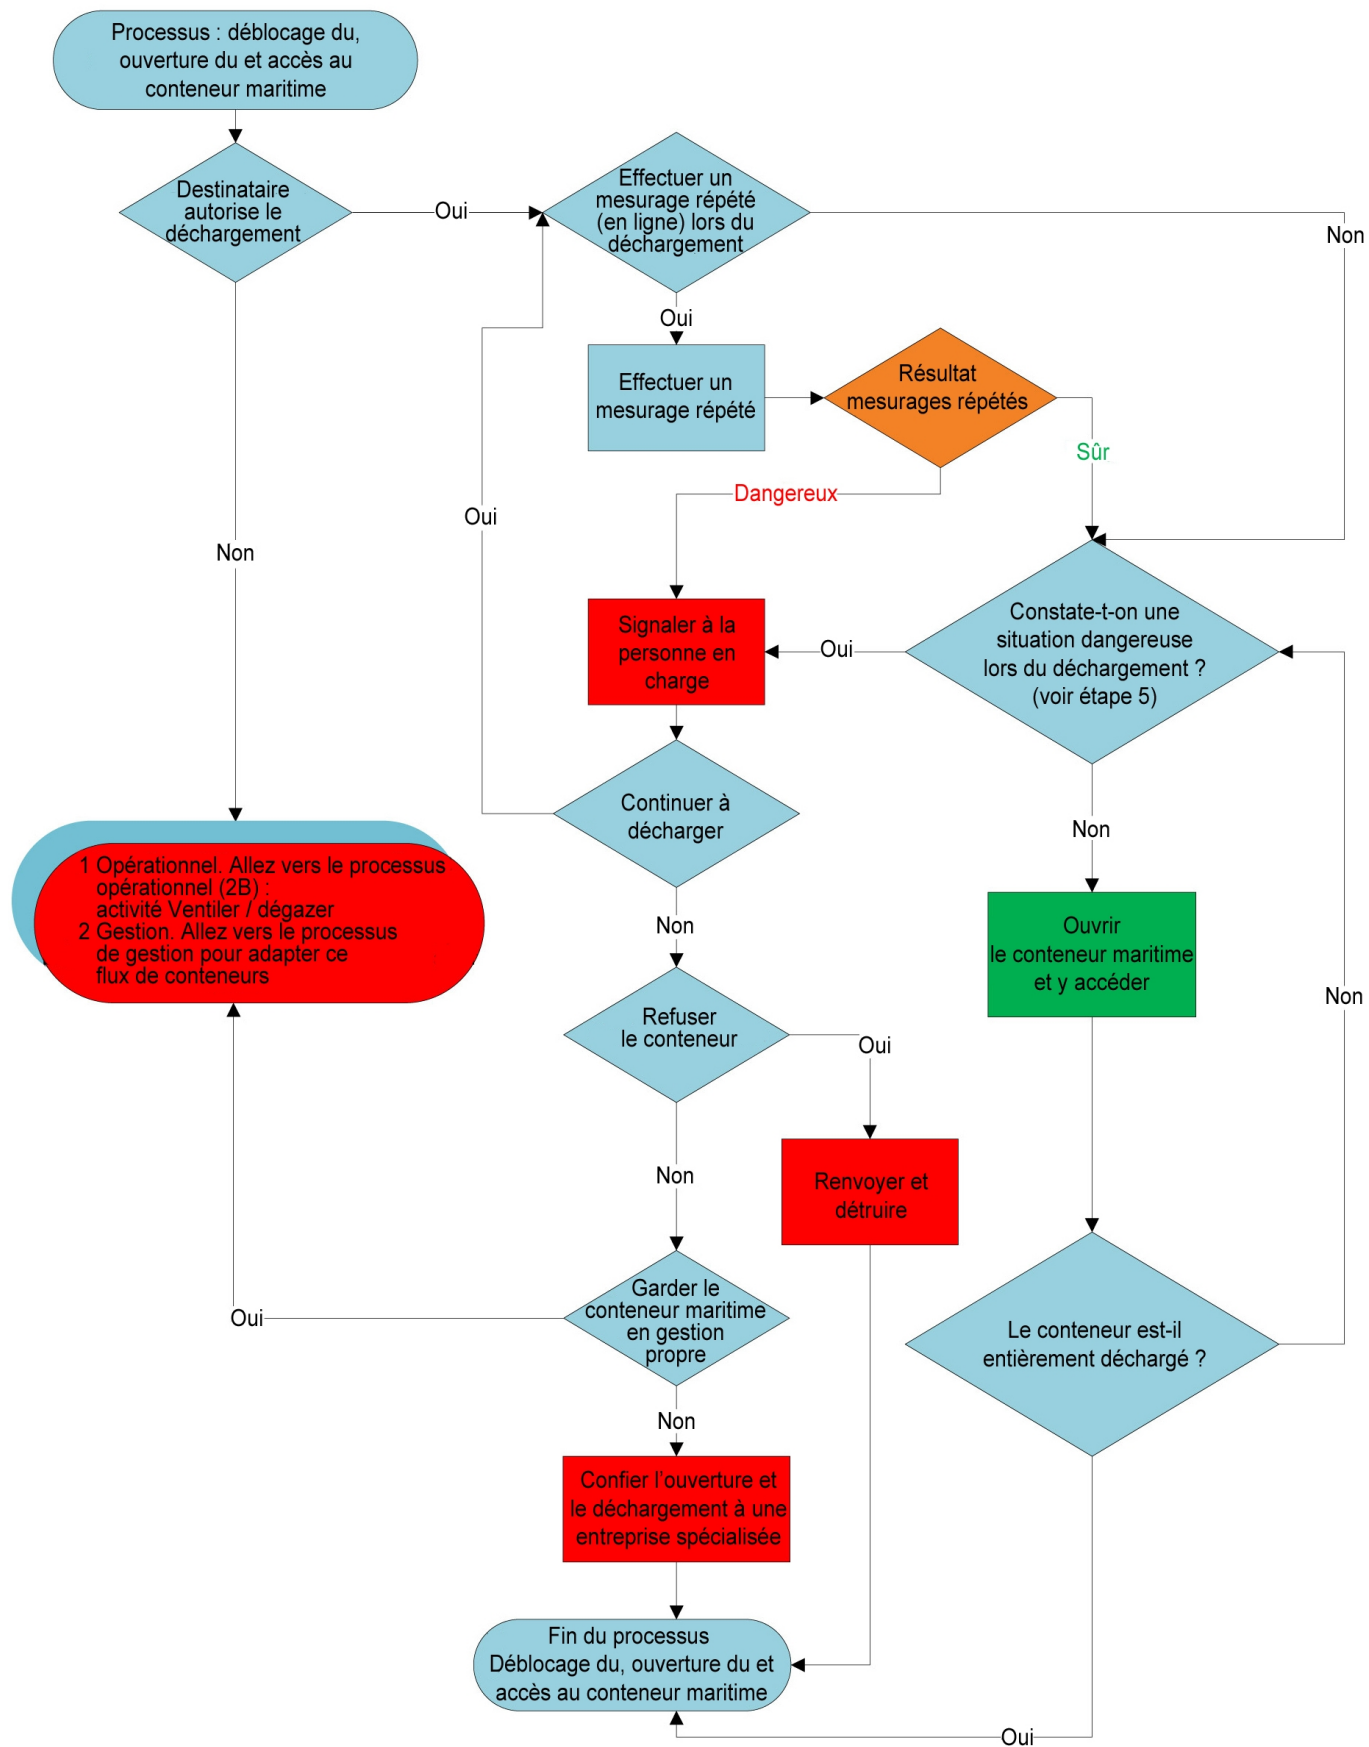 Processus : déblocage du,
ouverture du et accès au
conteneur maritime
Destinataire
autorise le
déchargement
Oui
Effectuer un
mesurage répété
(en ligne) lors du
déchargement
Non
Oui
Effectuer un
mesurage répété
Résultat
mesurages répétés
Sûr
Dangereux
Oui
Non
Signaler à la
personne en
charge
Oui
Constate-t-on une
situation dangereuse
lors du déchargement ?
(voir étape 5)
Continuer à
décharger
Non
1 Opérationnel. Allez vers le processus
opérationnel (2B) :
activité Ventiler / dégazer
2 Gestion. Allez vers le processus
de gestion pour adapter ce
flux de conteneurs
Non
Ouvrir
le conteneur maritime
et y accéder
Non
Refuser
le conteneur
Oui
Non
Renvoyer et
détruire
Garder le
conteneur maritime
en gestion
propre
Oui
Le conteneur est-il
entièrement déchargé ?
Non
Confier l'ouverture et
le déchargement à une
entreprise spécialisée
Fin du processus
Déblocage du, ouverture du et
accès au conteneur maritime
Oui